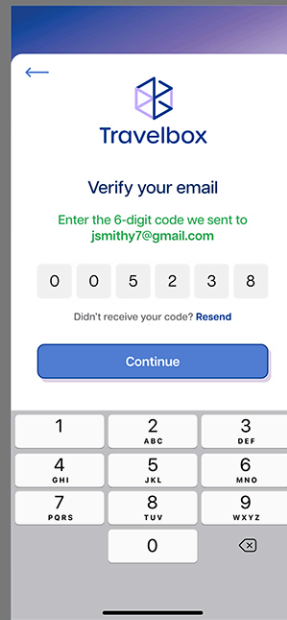 Travelbox
Verify your email
Enter the 6-digit code we sent to
jsmithy7@gmail.com
0 0 5 2 3 8
Didn't receive your code? Resend
Continue
1 2 3
ABC DEF
4 5 6
GHI JKL MNO
7 8 9
PQRS TUV WXYZ
0